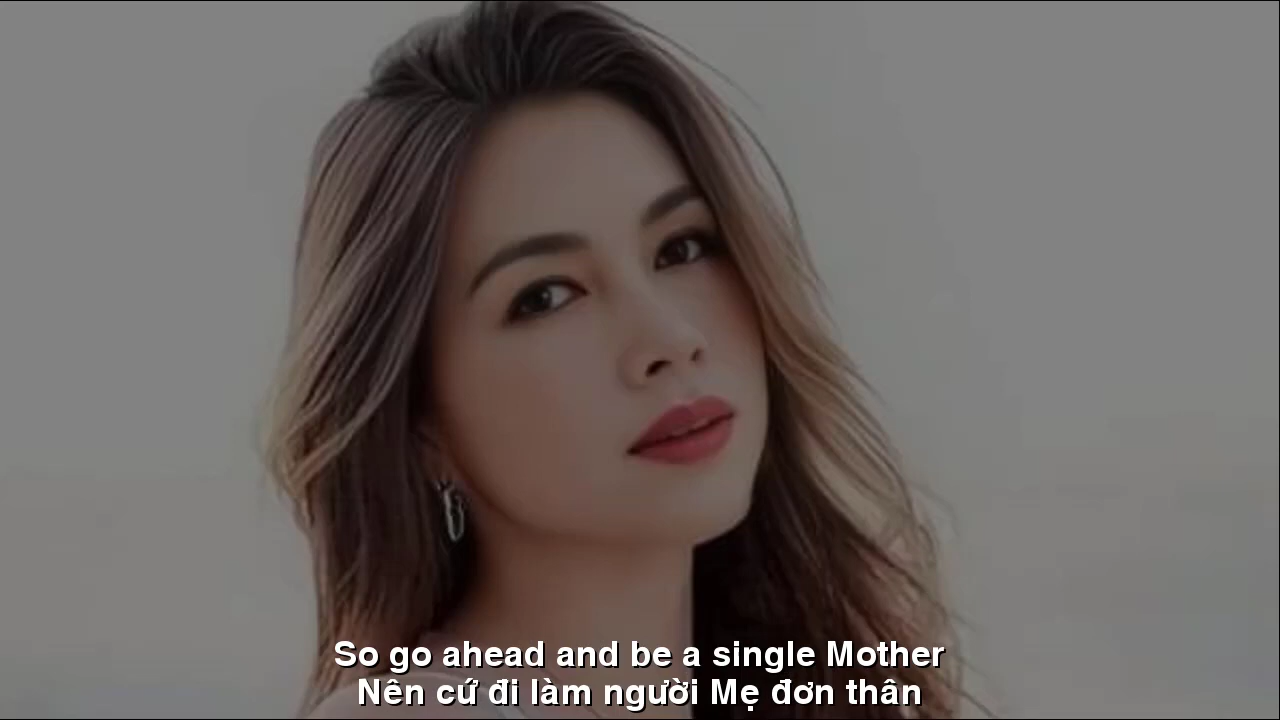 So go ahead and be a single Mother
Nên cứ đi làm người Mẹ đơn thân